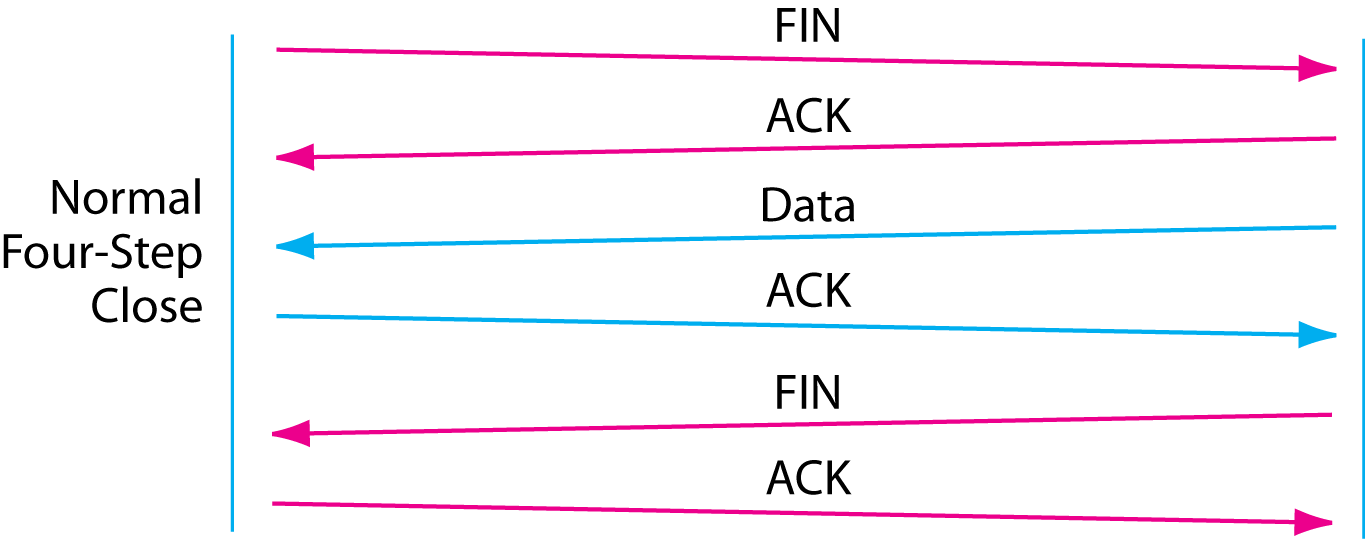 FIN
ACK
Data
ACK
FIN
ACK
Normal
Four-Step
Close